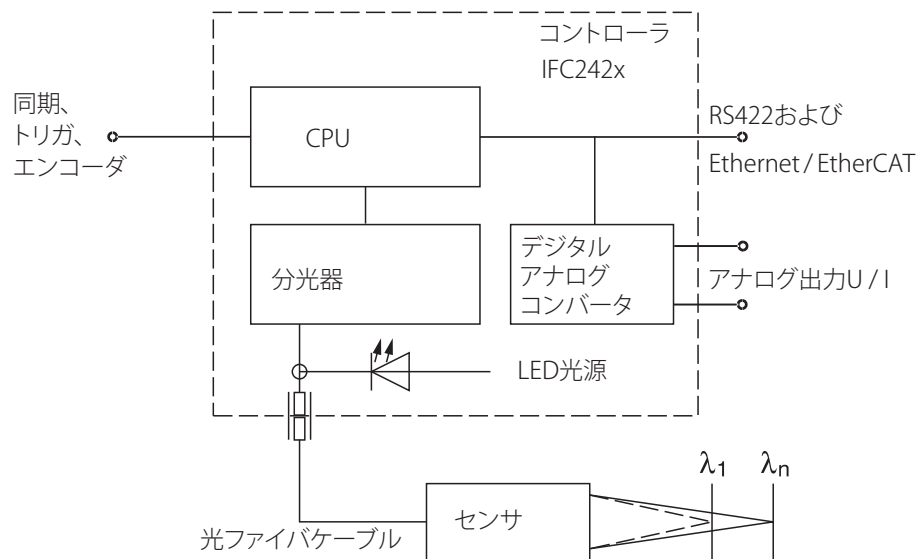 コントローラ
IFC242x
同期、
トリガ、
エンコーダ
CPU
RS422および
Ethernet / EtherCAT
分光器
デジタル
アナログ
コンバータ
アナログ出力U / I
LED光源
λ1
λn
センサ
光ファイバケーブル